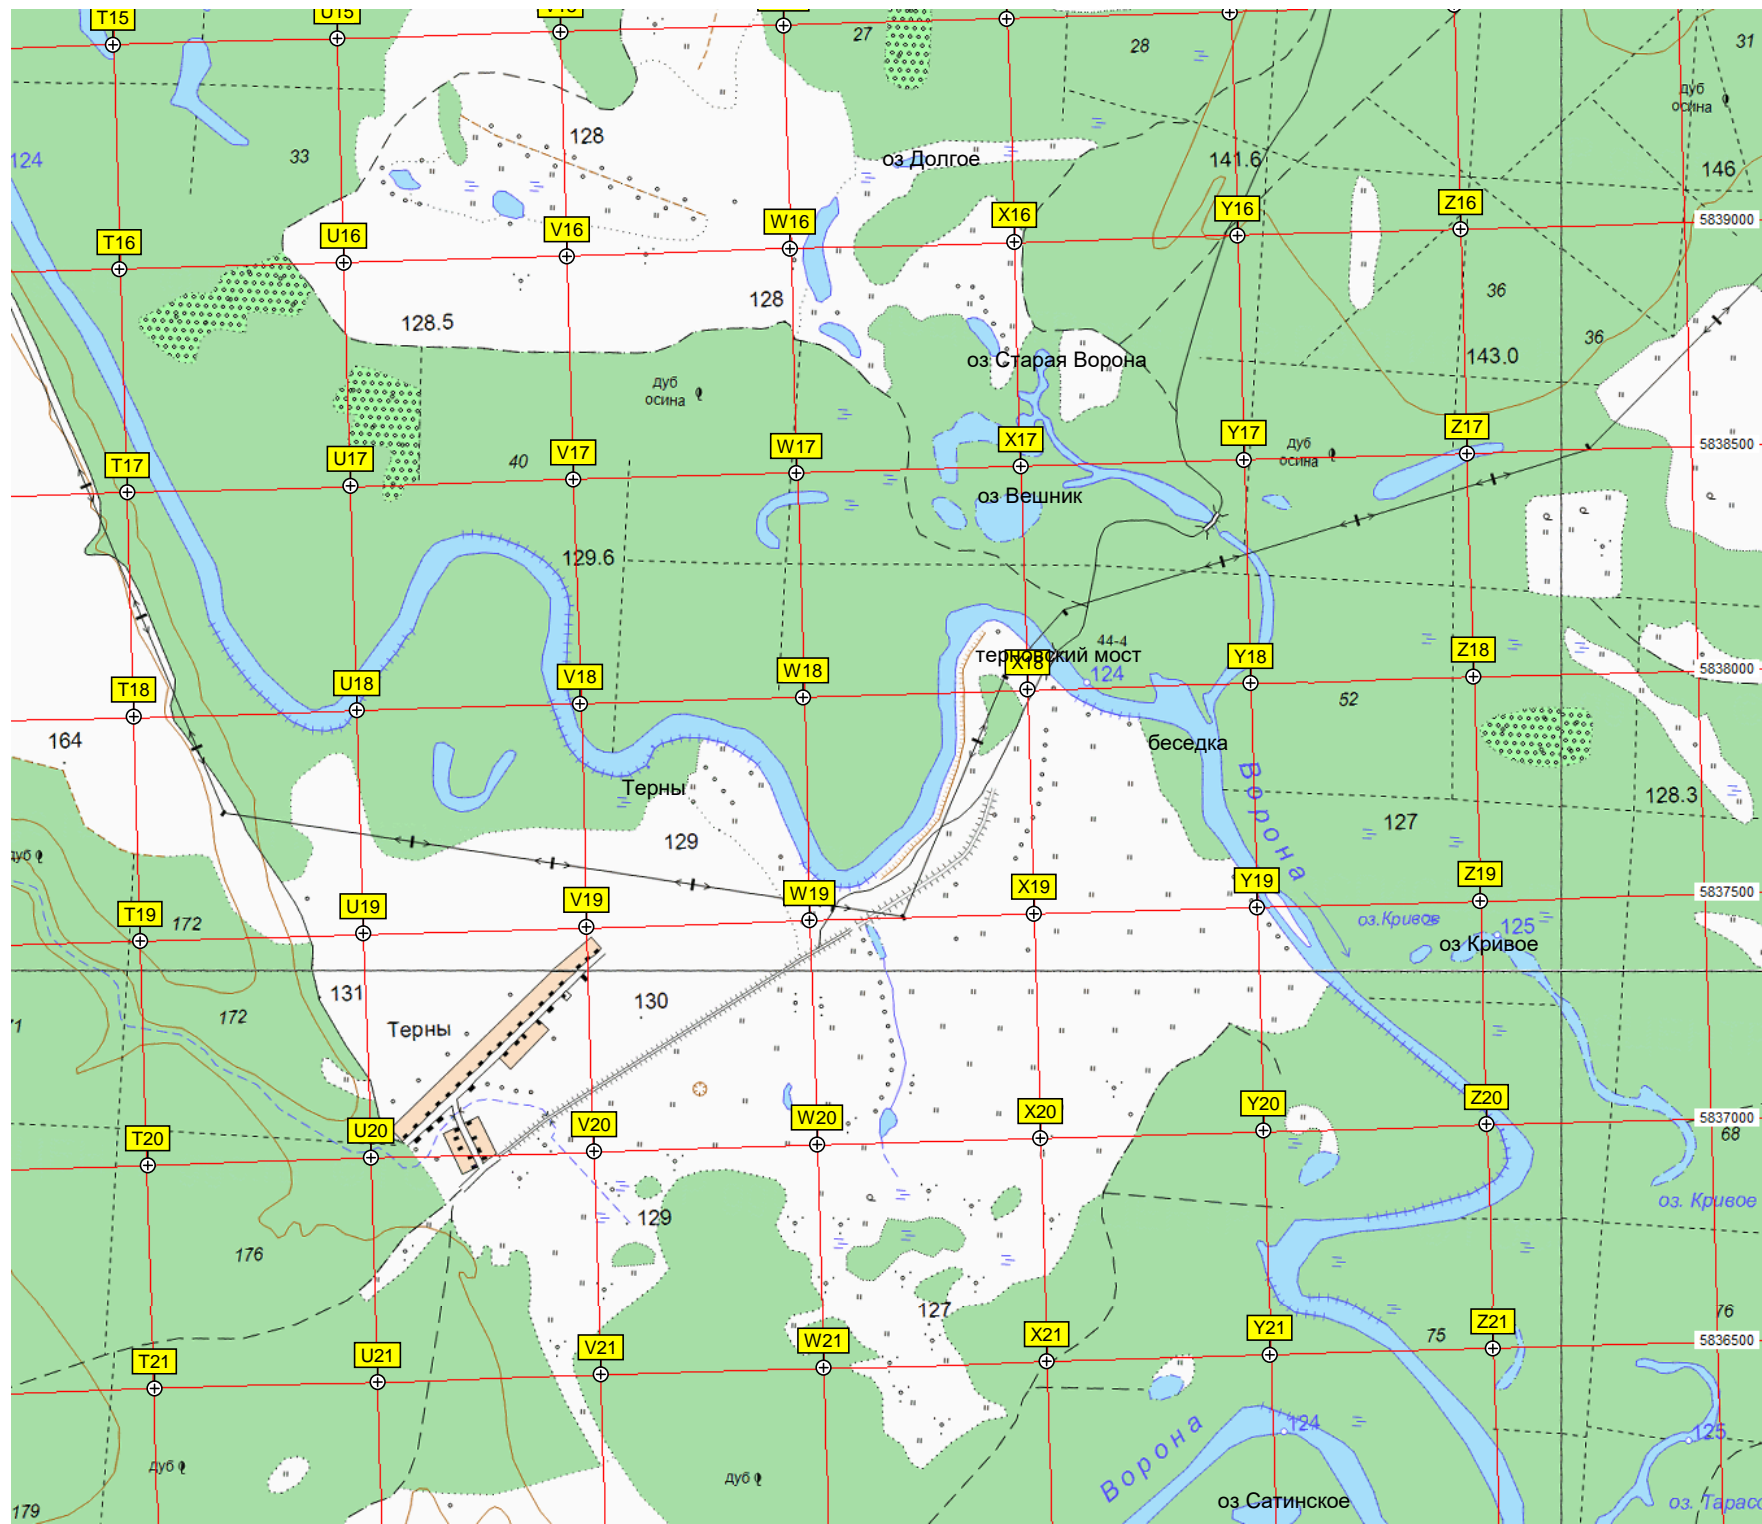 T15
U15
27
28
31
дуб
осина
124
33
128
оз Долгое
141.6
146
T16
U16
V16
W16
X16
Y16
Z16
5839000
128.5
128
36
36
оз Старая Ворона
143.0
дуб
осина
T17
U17
40
V17
W17
X17
Y17
дуб
осина
Z17
5838500
оз Вешник
129.6
44-4
терновский мост
T18
U18
V18
W18
X18
124
Y18
Z18
5838000
52
164
беседка
Терны
Ворона
128.3
127
129
дуб
T19
172
U19
V19
W19
X19
Y19
Z19
5837500
оз.Кривое
125
оз Кривое
131
130
172
Терны
T20
U20
V20
W20
X20
Y20
Z20
5837000
68
оз. Кривое
129
176
127
76
T21
U21
V21
W21
X21
Y21
75
Z21
5836500
124
125
Ворона
дуб
дуб
179
оз Сатинское